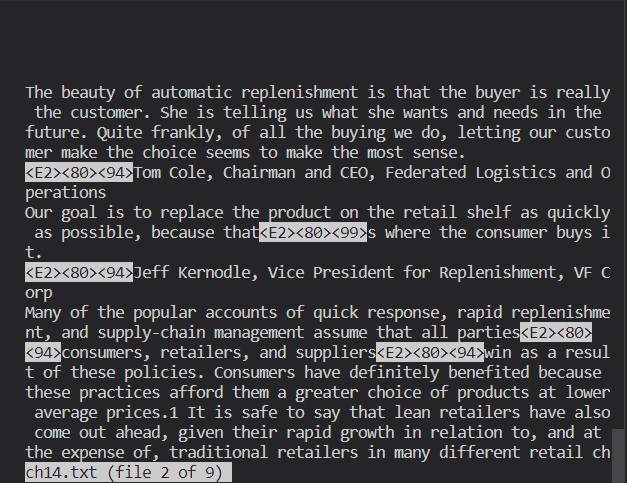 The beauty of automatic replenishment is that the buyer is really
the customer. She is telling us what she wants and needs in the
future. Quite frankly, of all the buying we do, letting our custo
mer make the choice seems to make the most sense.
<E2><80><94>Tom Cole, Chairman and CEO, Federated Logistics and O
perations
Our goal is to replace the product on the retail shelf as quickly
as possible, because that<E2><80><99>s where the consumer buys i
t.
<E2><80><94>Jeff Kernodle, Vice President for Replenishment, VF C
orp
Many of the popular accounts of quick response, rapid replenishme
nt, and supply-chain management assume that all parties<E2><80>
<94>consumers, retailers, and suppliers<E2><80><94>win as a resul
t of these policies. Consumers have definitely benefited because
these practices afford them a greater choice of products at lower
average prices.1 It is safe to say that lean retailers have also
come out ahead, given their rapid growth in relation to, and at
the expense of, traditional retailers in many different retail ch
ch14.txt (file 2 of 9)